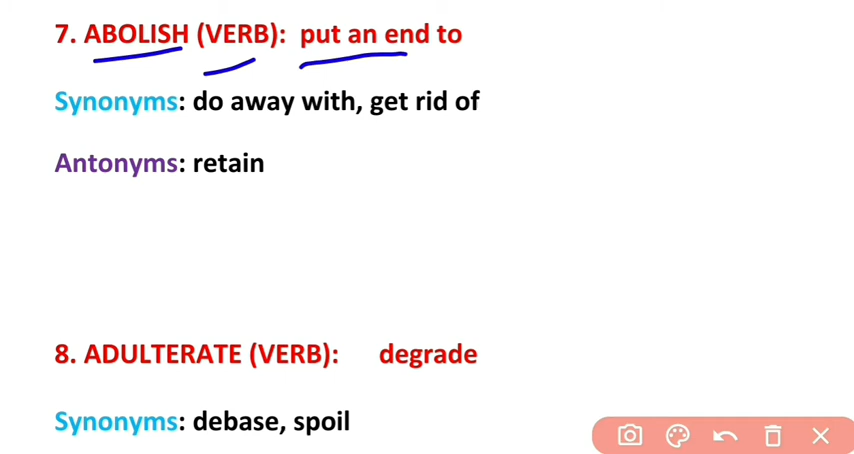 7. ABOLISH (VERB): put an end to
Synonyms: do away with, get rid of
Antonyms: retain
8. ADULTERATE (VERB): degrade
Synonyms: debase, spoil